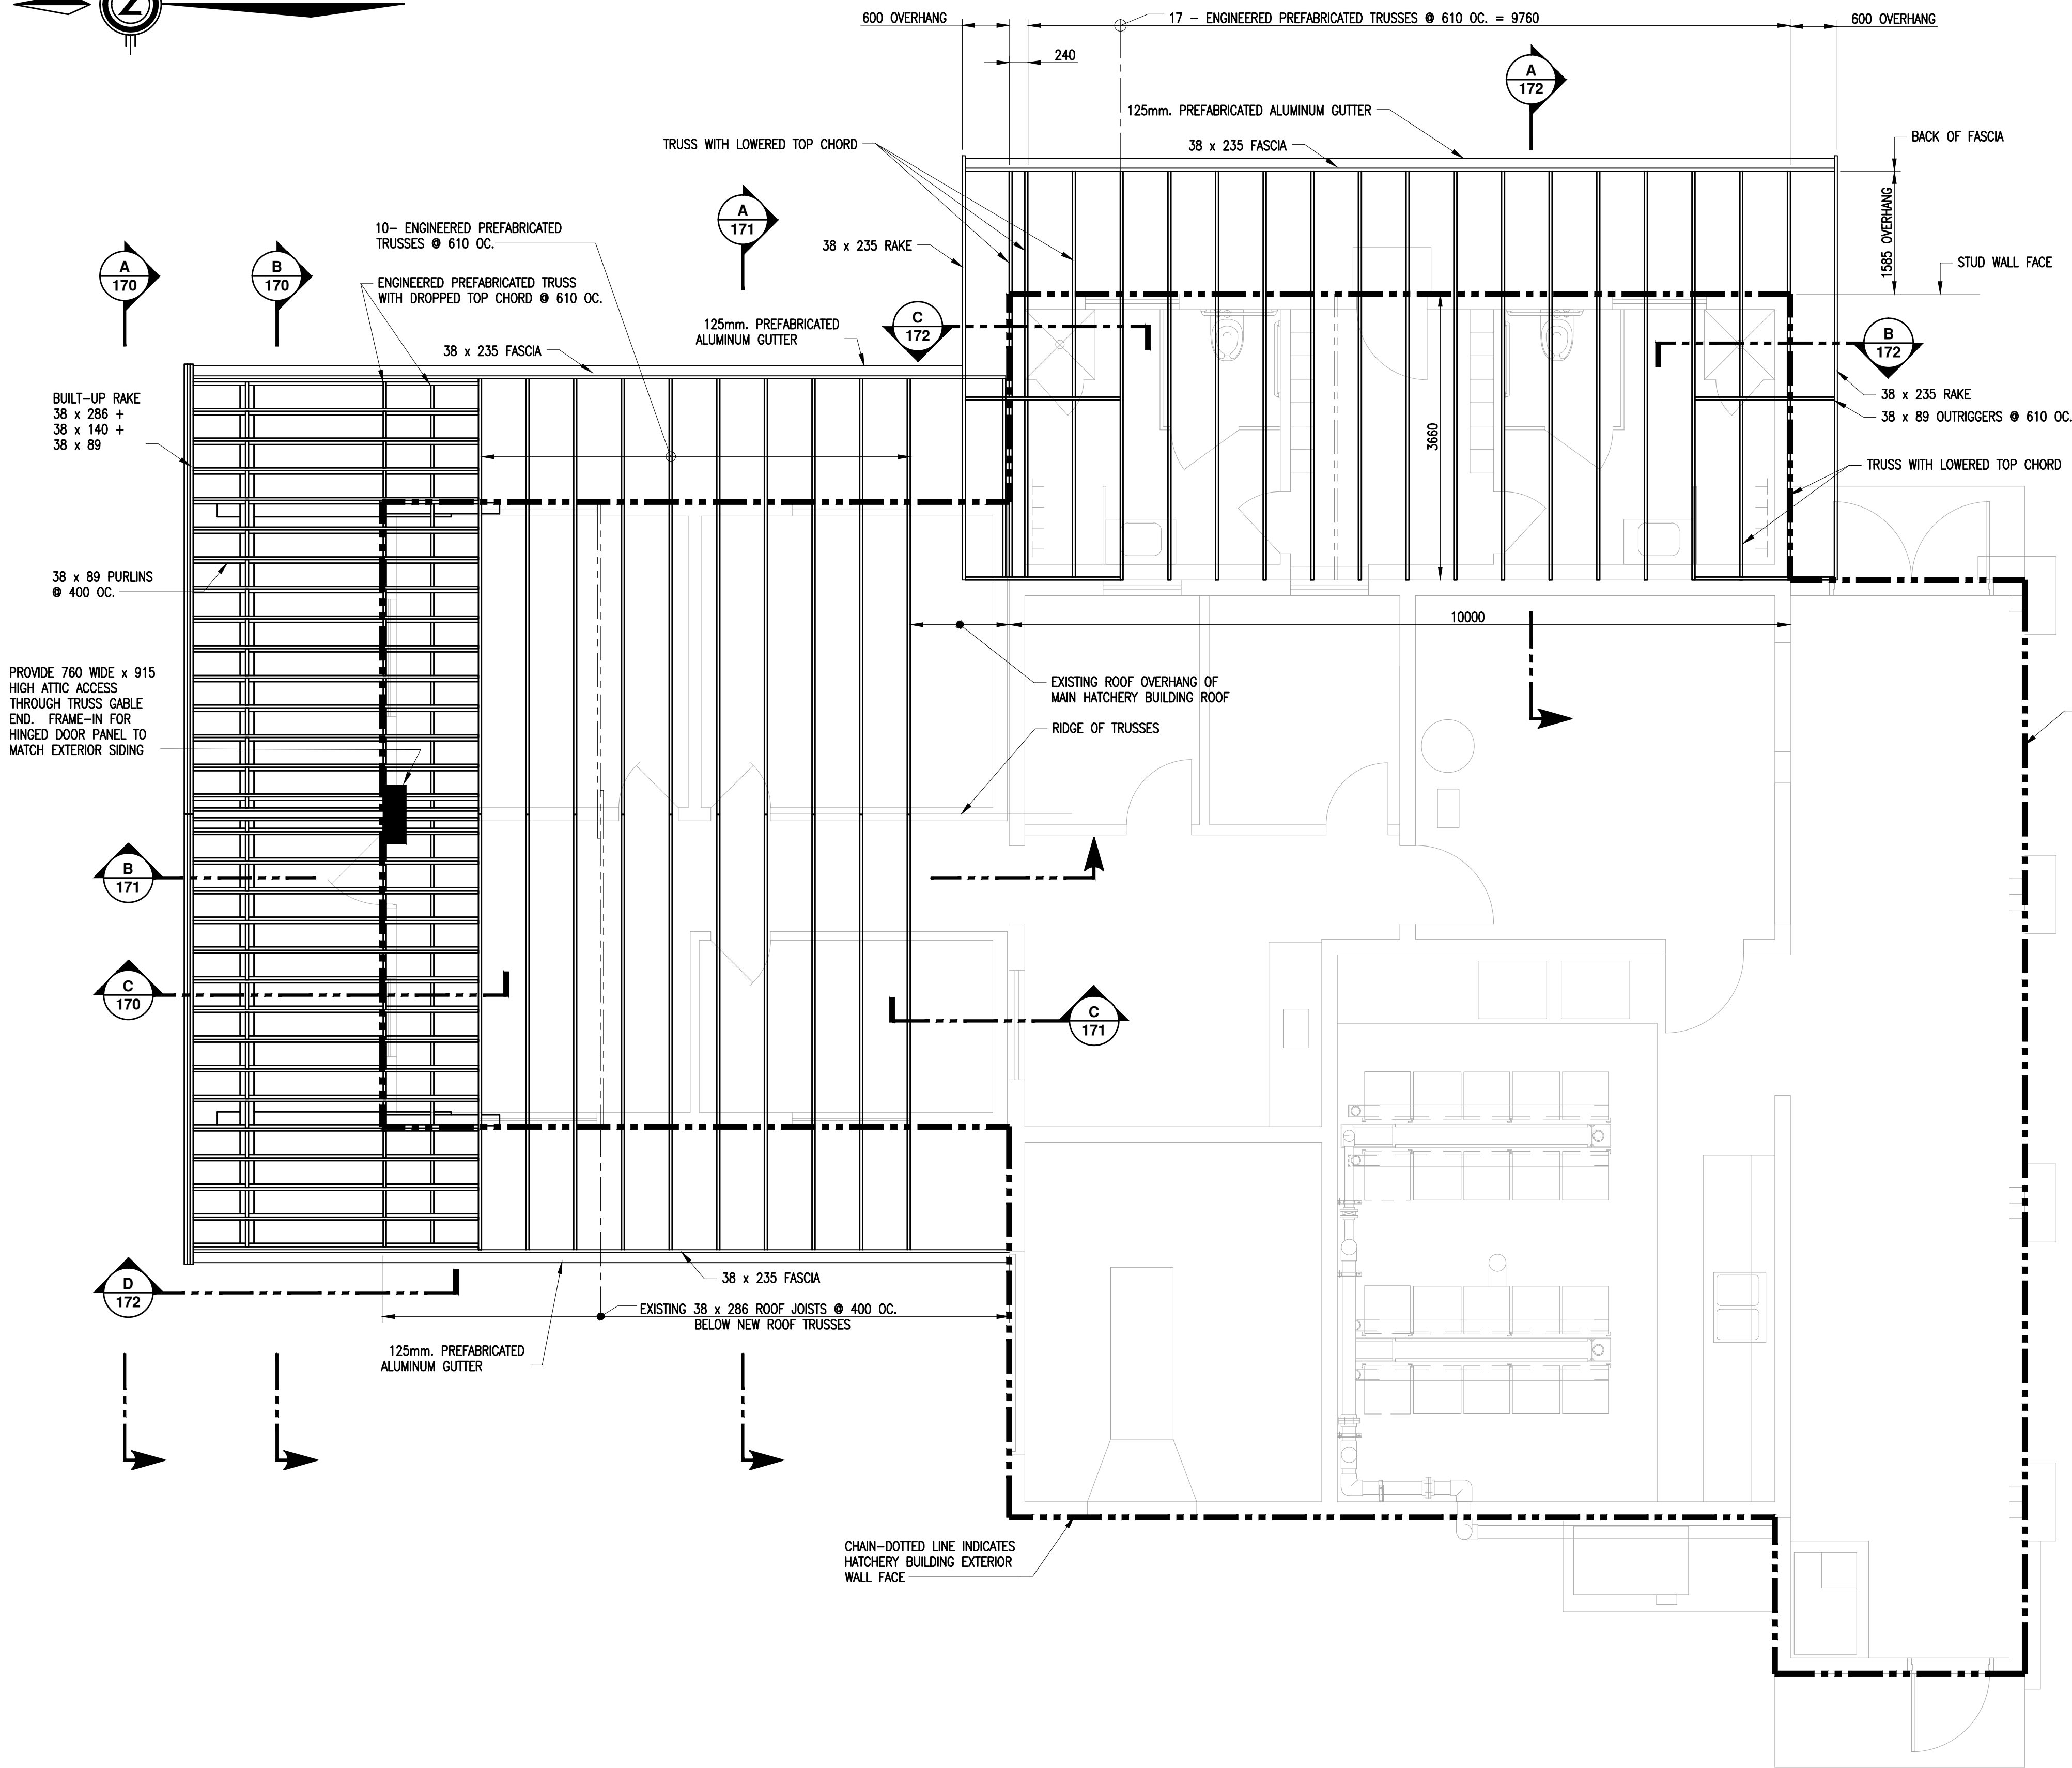 Z
600 OVERHANG
17 - ENGINEERED PREFABRICATED TRUSSES @ 610 OC. = 9760
600 OVERHANG
240
A
172
125mm. PREFABRICATED ALUMINUM GUTTER
BACK OF FASCIA
TRUSS WITH LOWERED TOP CHORD
38 x 235 FASCIA
1585 OVERHANG
A
171
10- ENGINEERED PREFABRICATED
TRUSSES @ 610 OC.
38 x 235 RAKE
A
170
B
170
STUD WALL FACE
ENGINEERED PREFABRICATED TRUSS
WITH DROPPED TOP CHORD @ 610 OC.
125mm. PREFABRICATED
ALUMINUM GUTTER
C
172
B
172
38 x 235 FASCIA
BUILT-UP RAKE
38 x 286 +
38 x 140 +
38 x 89
38 x 235 RAKE
38 x 89 OUTRIGGERS @ 610 OC.
3660
TRUSS WITH LOWERED TOP CHORD
38 x 89 PURLINS
@ 400 OC.
10000
PROVIDE 760 WIDE x 915
HIGH ATTIC ACCESS
THROUGH TRUSS GABLE
END. FRAME-IN FOR
HINGED DOOR PANEL TO
MATCH EXTERIOR SIDING
EXISTING ROOF OVERHANG OF
MAIN HATCHERY BUILDING ROOF
RIDGE OF TRUSSES
B
171
C
170
C
171
D
172
38 x 235 FASCIA
EXISTING 38 x 286 ROOF JOISTS @ 400 OC.
BELOW NEW ROOF TRUSSES
125mm. PREFABRICATED
ALUMINUM GUTTER
CHAIN-DOTTED LINE INDICATES
HATCHERY BUILDING EXTERIOR
WALL FACE